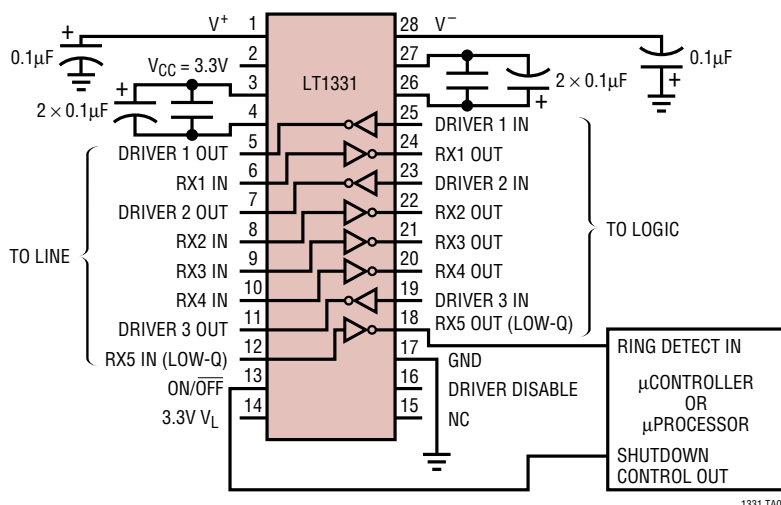 V+
1
28
V–
0.1μF
+
2
27
0.1μF
+
VCC = 3.3V
3
LT1331
26
2 × 0.1μF
+
2 × 0.1μF
+
4
25
DRIVER 1 IN
DRIVER 1 OUT
5
24
RX1 OUT
RX1 IN
6
23
DRIVER 2 IN
DRIVER 2 OUT
7
22
RX2 OUT
RX2 IN
8
21
RX3 OUT
TO LINE
TO LOGIC
RX3 IN
9
20
RX4 OUT
RX4 IN
10
19
DRIVER 3 IN
DRIVER 3 OUT
11
18
RX5 OUT (LOW-Q)
RX5 IN (LOW-Q)
12
17
GND
ON/OFF
13
16
DRIVER DISABLE
3.3V VL
14
15
NC
RING DETECT IN
μCONTROLLER
OR
μPROCESSOR
SHUTDOWN
CONTROL OUT